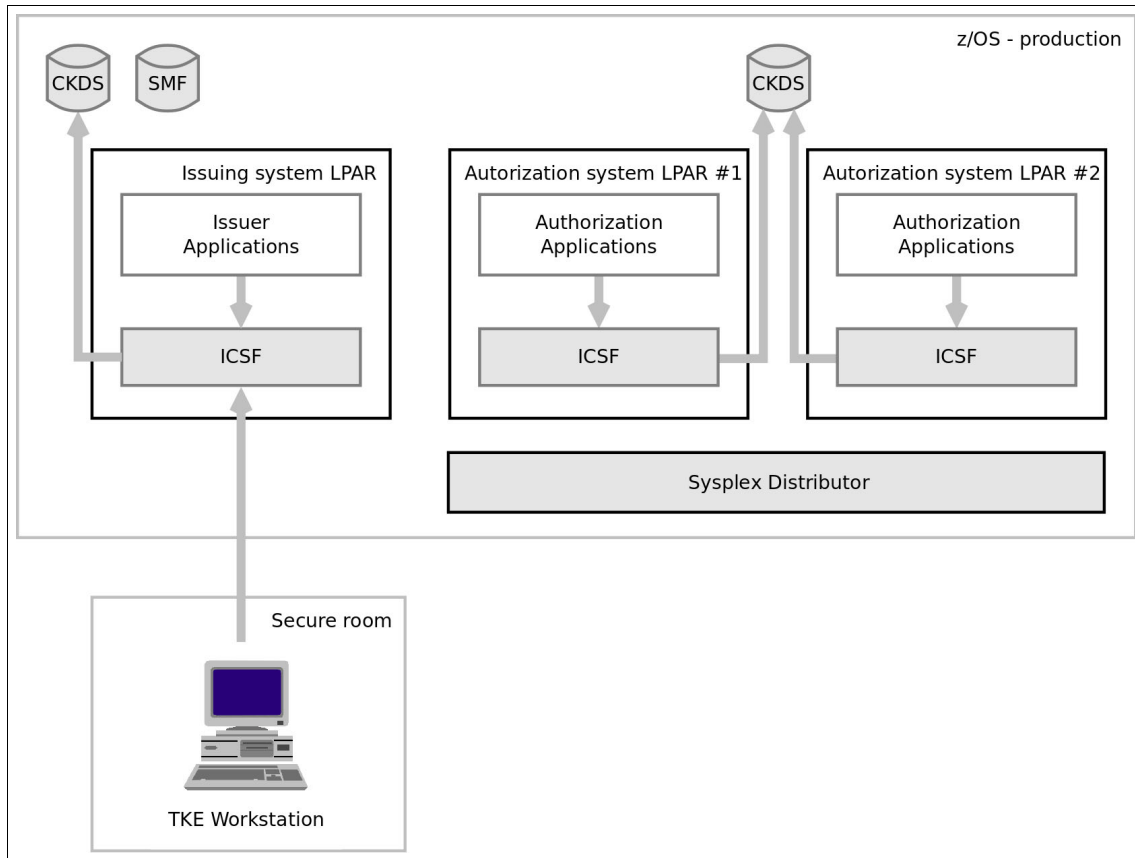 z/OS - production
CKDS
SMF
CKDS
Issuing system LPAR
Issuer
Applications
ICSF
Autorization system LPAR #1
Authorization
Applications
ICSF
Autorization system LPAR #2
Authorization
Applications
ICSF
Sysplex Distributor
Secure room
TKE Workstation